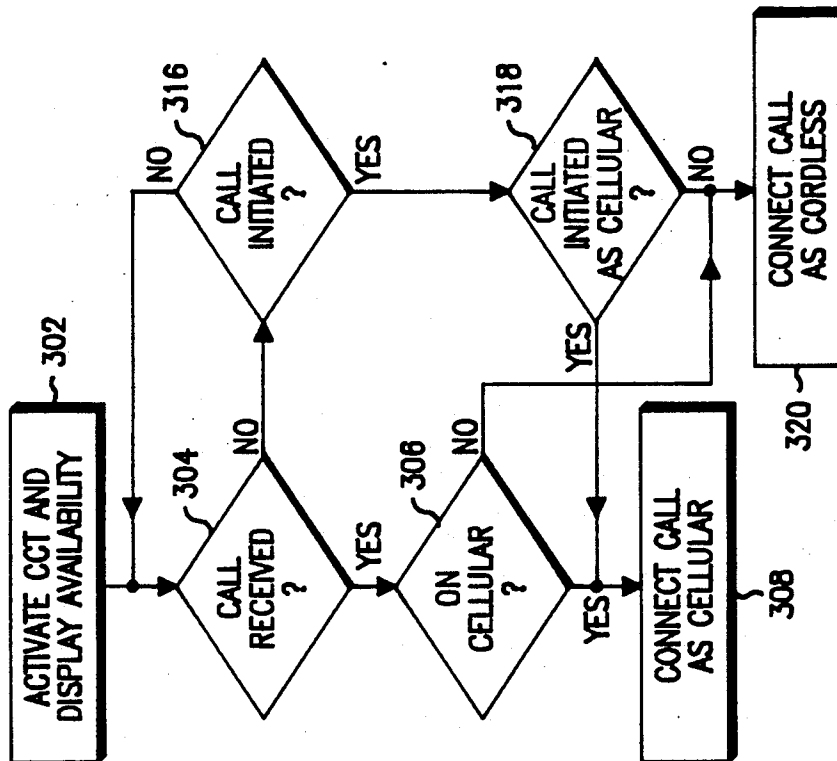 ACTIVATE CCT AND
DISPLAY AVAILABILITY
302
CALL
RECEIVED
?
304
NO
YES
CALL
INITIATED
?
316
NO
YES
ON
CELLULAR
?
306
NO
YES
CALL
INITIATED
AS CELLULAR
?
318
YES
NO
CONNECT CALL
AS CELLULAR
308
CONNECT CALL
AS CORDLESS
320